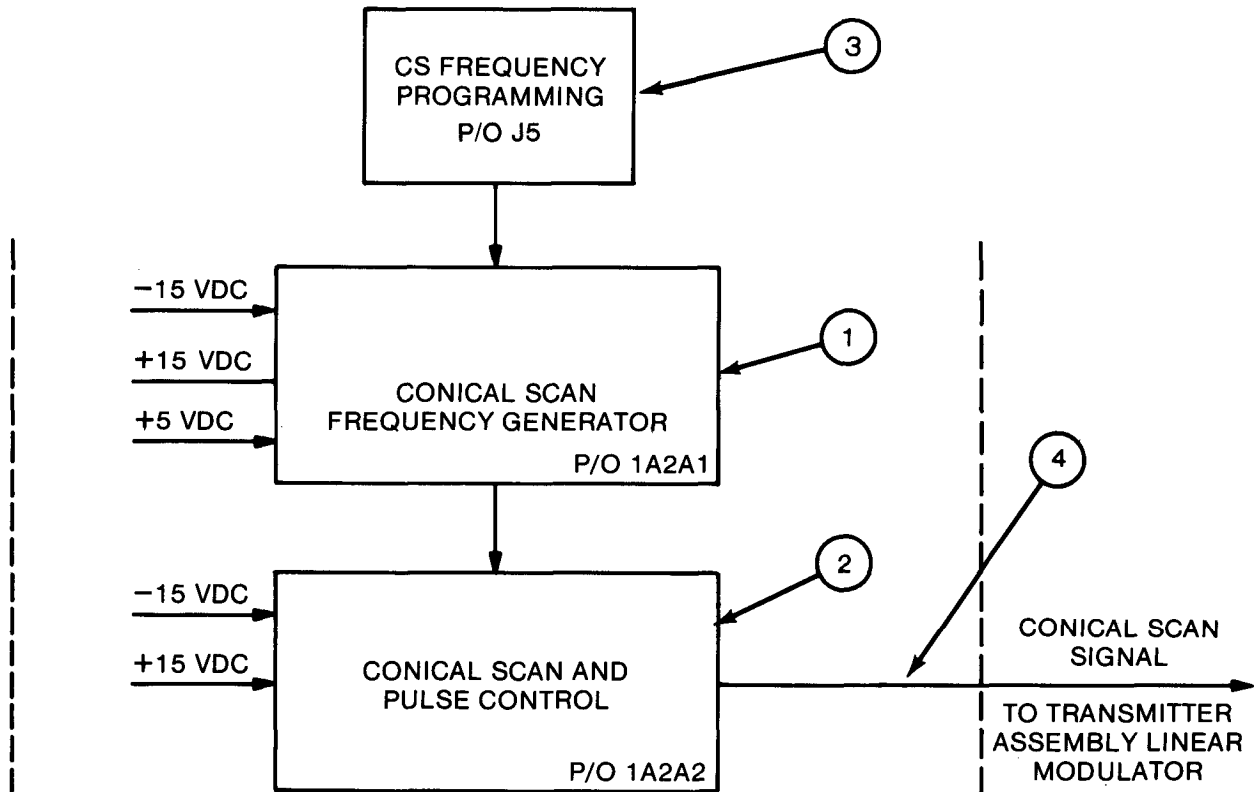 CS FREQUENCY
PROGRAMMING
P/O J5
3
−15 VDC
+15 VDC
+5 VDC
CONICAL SCAN
FREQUENCY GENERATOR
P/O 1A2A1
1
4
−15 VDC
+15 VDC
CONICAL SCAN AND
PULSE CONTROL
P/O 1A2A2
2
CONICAL SCAN
SIGNAL
TO TRANSMITTER
ASSEMBLY LINEAR
MODULATOR